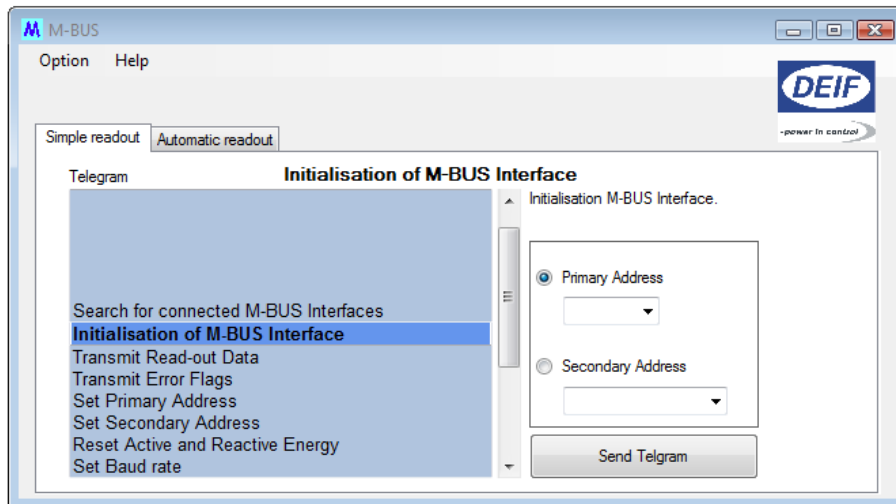 M-BUS
Option Help
DEIF
-power in control
Simple readout Automatic readout
Telegram
Initialisation of M-BUS Interface
Initialisation M-BUS Interface.
Primary Address
Secondary Address
Search for connected M-BUS Interfaces
Initialisation of M-BUS Interface
Transmit Read-out Data
Transmit Error Flags
Set Primary Address
Set Secondary Address
Reset Active and Reactive Energy
Set Baud rate
Send Telgram